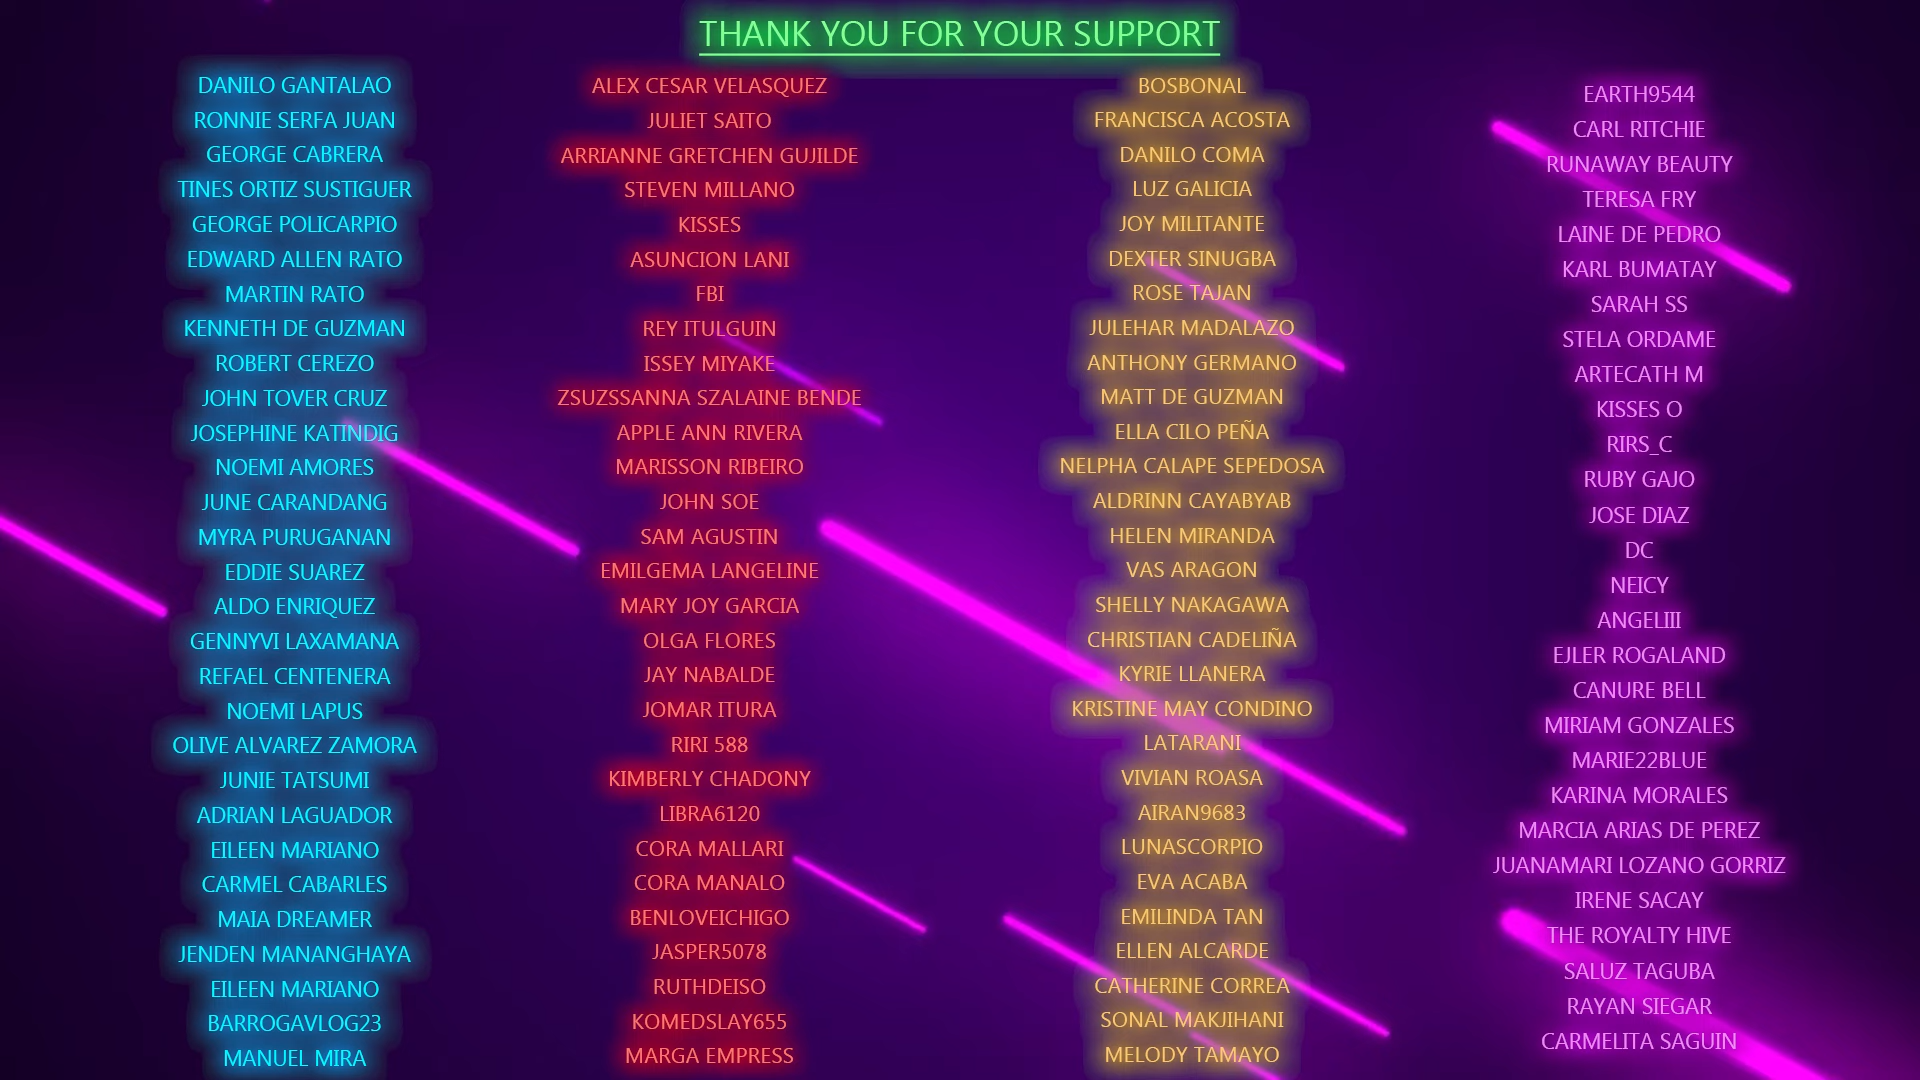 THANK YOU FOR YOUR SUPPORT
DANILO GANTALAO
RONNIE SERFA JUAN
GEORGE CABRERA
TINES ORTIZ SUSTIGUER
GEORGE POLICARPIO
EDWARD ALLEN RATO
MARTIN RATO
KENNETH DE GUZMAN
ROBERT CEREZO
JOHN TOVER CRUZ
JOSEPHINE KATINDIG
NOEMI AMORES
JUNE CARANDANG
MYRA PURUGANAN
EDDIE SUAREZ
ALDO ENRIQUEZ
GENNYVI LAXAMANA
REFAEL CENTENERA
NOEMI LAPUS
OLIVE ALVAREZ ZAMORA
JUNIE TATSUMI
ADRIAN LAGUADOR
EILEEN MARIANO
CARMEL CABARLES
MAIA DREAMER
JENDEN MANANGHAYA
EILEEN MARIANO
BARROGAVLOG23
MANUEL MIRA
ALEX CESAR VELASQUEZ
JULIET SAITO
ARRIANNE GRETCHEN GUJILDE
STEVEN MILLANO
KISSES
ASUNCION LANI
FBI
REY ITULGUIN
ISSEY MIYAKE
ZSUZSSANNA SZALAINE BENDE
APPLE ANN RIVERA
MARISSON RIBEIRO
JOHN SOE
SAM AGUSTIN
EMILGEMA LANGELINE
MARY JOY GARCIA
OLGA FLORES
JAY NABALDE
JOMAR ITURA
RIRI 588
KIMBERLY CHADONY
LIBRA6120
CORA MALLARI
CORA MANALO
BENLOVEICHIGO
JASPER5078
RUTHDEISO
KOMEDSLAY655
MARGA EMPRESS
BOSBONAL
FRANCISCA ACOSTA
DANILO COMA
LUZ GALICIA
JOY MILITANTE
DEXTER SINUGBA
ROSE TAJAN
JULEHAR MADALAZO
ANTHONY GERMANO
MATT DE GUZMAN
ELLA CILO PEÑA
NELPHA CALAPE SEPEDOSA
ALDRINN CAYABYAB
HELEN MIRANDA
VAS ARAGON
SHELLY NAKAGAWA
CHRISTIAN CADELIÑA
KYRIE LLANERA
KRISTINE MAY CONDINO
LATARANI
VIVIAN ROASA
AIRAN9683
LUNASCORPIO
EVA ACABA
EMILINDA TAN
ELLEN ALCARDE
CATHERINE CORREA
SONAL MAKJIHANI
MELODY TAMAYO
EARTH9544
CARL RITCHIE
RUNAWAY BEAUTY
TERESA FRY
LAINE DE PEDRO
KARL BUMATAY
SARAH SS
STELA ORDAME
ARTECATH M
KISSES O
RIRS_C
RUBY GAJO
JOSE DIAZ
DC
NEICY
ANGELIII
EJLER ROGALAND
CANURE BELL
MIRIAM GONZALES
MARIE22BLUE
KARINA MORALES
MARCIA ARIAS DE PEREZ
JUANAMARI LOZANO GORRIZ
IRENE SACAY
THE ROYALTY HIVE
SALUZ TAGUBA
RAYAN SIEGAR
CARMELITA SAGUIN